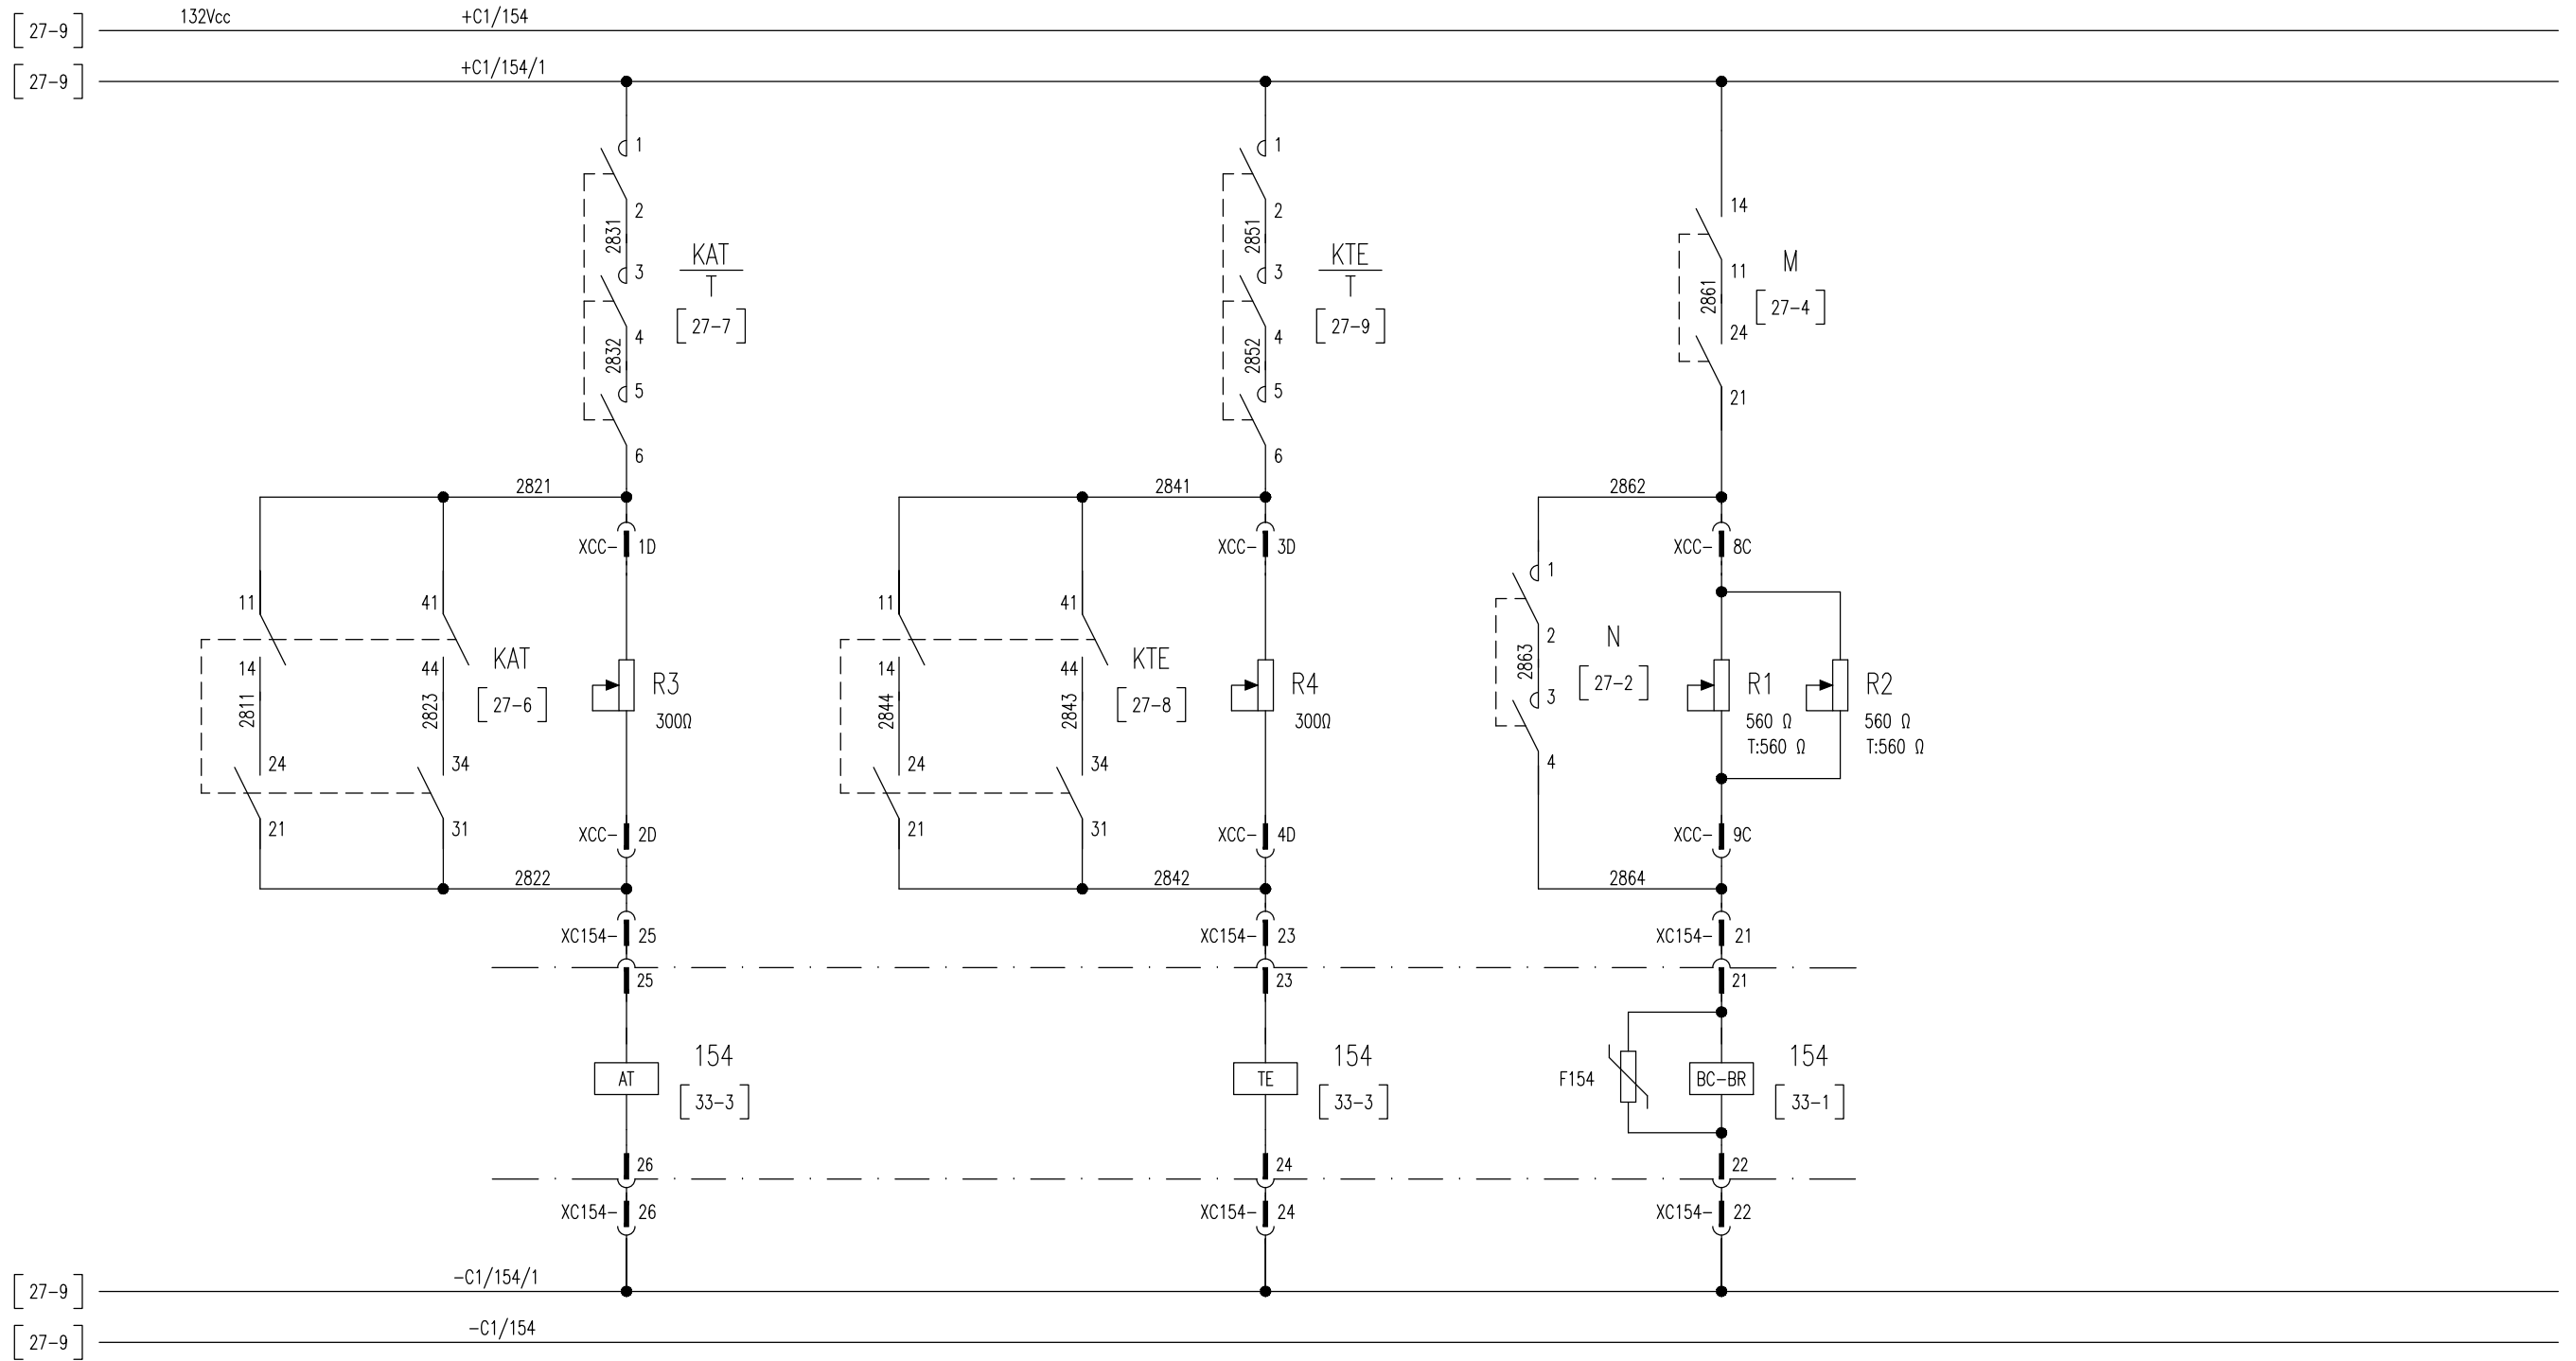 132Vcc +C1/154
[27-9]
+C1/154/1
[27-9]
1 1
14
2 2
2831 KAT/T 2851 KTE/T M
3 3 11
[27-7] [27-9] 2861 [27-4]
4 4 24
2832 2852
5 5 21
6 6
2821 2841 2862
XCC- 1D XCC- 3D XCC- 8C
1
11 41 11 41
2
14 44 KAT 14 44 KTE N
2811 2823 [27-6] R3 2844 2843 [27-8] R4 2863 [27-2] R1 R2
3
300Ω 300Ω 560 Ω 560 Ω
T:560 Ω T:560 Ω
24 34 24 34 4
21 31 XCC- 2D 21 31 XCC- 4D XCC- 9C
2822 2842 2864
XC154- 25 XC154- 23 XC154- 21
25 23 21
154 154 154
AT TE F154 BC-BR
[33-3] [33-3] [33-1]
26 24 22
XC154- 26 XC154- 24 XC154- 22
-C1/154/1
[27-9]
-C1/154
[27-9]